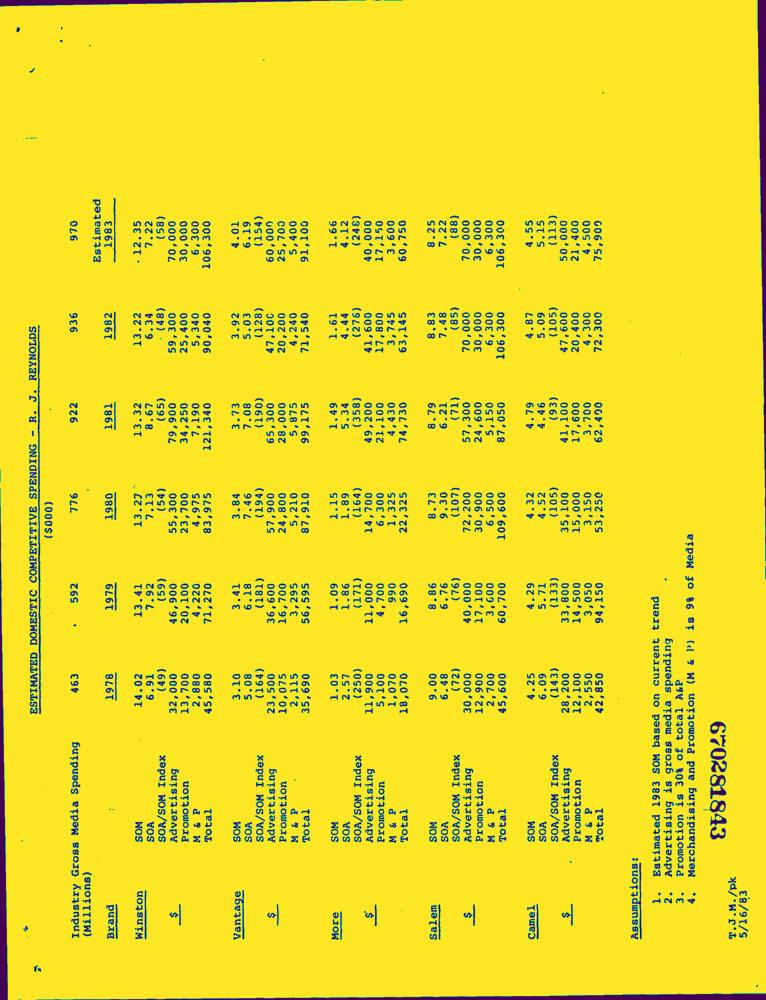 ESTIMATED DOMESTIC COMPETITIVE SPENDING - R. J. REYNOLDS
($000)
Industry Gross Media Spending 463 592 776 922 936 970
(Millions)
Estimated
Brand 1978 1979 1980 1981 1982 1983
Winston SOM 14.02 13.41 13.27 13.32 13.22 12.35
SOA 6.91 7.92 7.13 8.67 6.34 7.22
SOA/SOM Index (49) (59) (54) (65) (48) (58)
$ Advertising 32,000 46,900 55,300 79,900 59,300 70,000
Promotion 13,700 20,100 23,700 34,250 25,400 30,000
M & P 2,880 4,220 4,975 7,190 5,340 6,300
Total 45,580 71,270 83,975 121,340 90,040 106,300
Vantage SOM 3.10 3.41 3.84 3.73 3.92 4.01
SOA 5.08 6.18 7.46 7.08 5.03 6.19
SOA/SOM Index (164) (181) (194) (190) (128) (154)
$ Advertising 23,500 36,600 57,900 65,300 47,100 60,000
Promotion 10,075 16,700 24,800 28,000 20,200 25,700
M & P 2,115 3,295 5,210 5,875 4,240 5,400
Total 35,690 56,595 87,910 99,175 71,540 91,100
More SOM 1.03 1.09 1.15 1.49 1.61 1.66
SOA 2.57 1.86 1.89 5.34 4.44 4.12
SOA/SOM Index (250) (171) (164) (358) (276) (248)
$ Advertising 11,900 11,000 14,700 49,200 41,600 40,000
Promotion 5,100 4,700 6,300 21,100 17,800 17,150
M & P 1,070 990 1,325 4,430 3,745 3,600
Total 18,070 16,690 22,325 74,730 63,145 60,750
Salem SOM 9.00 8.86 8.73 8.79 8.83 8.25
SOA 6.48 6.76 9.30 6.21 7.48 7.22
SOA/SOM Index (72) (76) (107) (71) (85) (88)
$ Advertising 30,000 40,000 72,200 57,300 70,000 70,000
Promotion 12,900 17,100 30,900 24,600 30,000 30,000
M & P 2,700 3,600 6,500 5,150 6,300 6,300
Total 45,600 60,700 109,600 87,050 106,300 106,300
Camel SOM 4.25 4.29 4.32 4.79 4.87 4.55
SOA 6.09 5.71 4.52 4.46 5.09 5.15
SOA/SOM Index (143) (133) (105) (93) (105) (113)
$ Advertising 28,200 33,800 35,100 41,100 47,600 50,000
Promotion 12,100 14,500 15,000 17,600 20,400 21,400
M & P 2,550 3,050 3,150 3,700 4,300 4,500
Total 42,850 94,150 53,250 62,400 72,300 75,900
Assumptions:
1. Estimated 1983 SOM based on current trend
2. Advertising is gross media spending
3. Promotion is 30% of total A&P
4. Merchandising and Promotion (M & P) is 9% of Media
670281843
T.J.M./pk
5/16/83